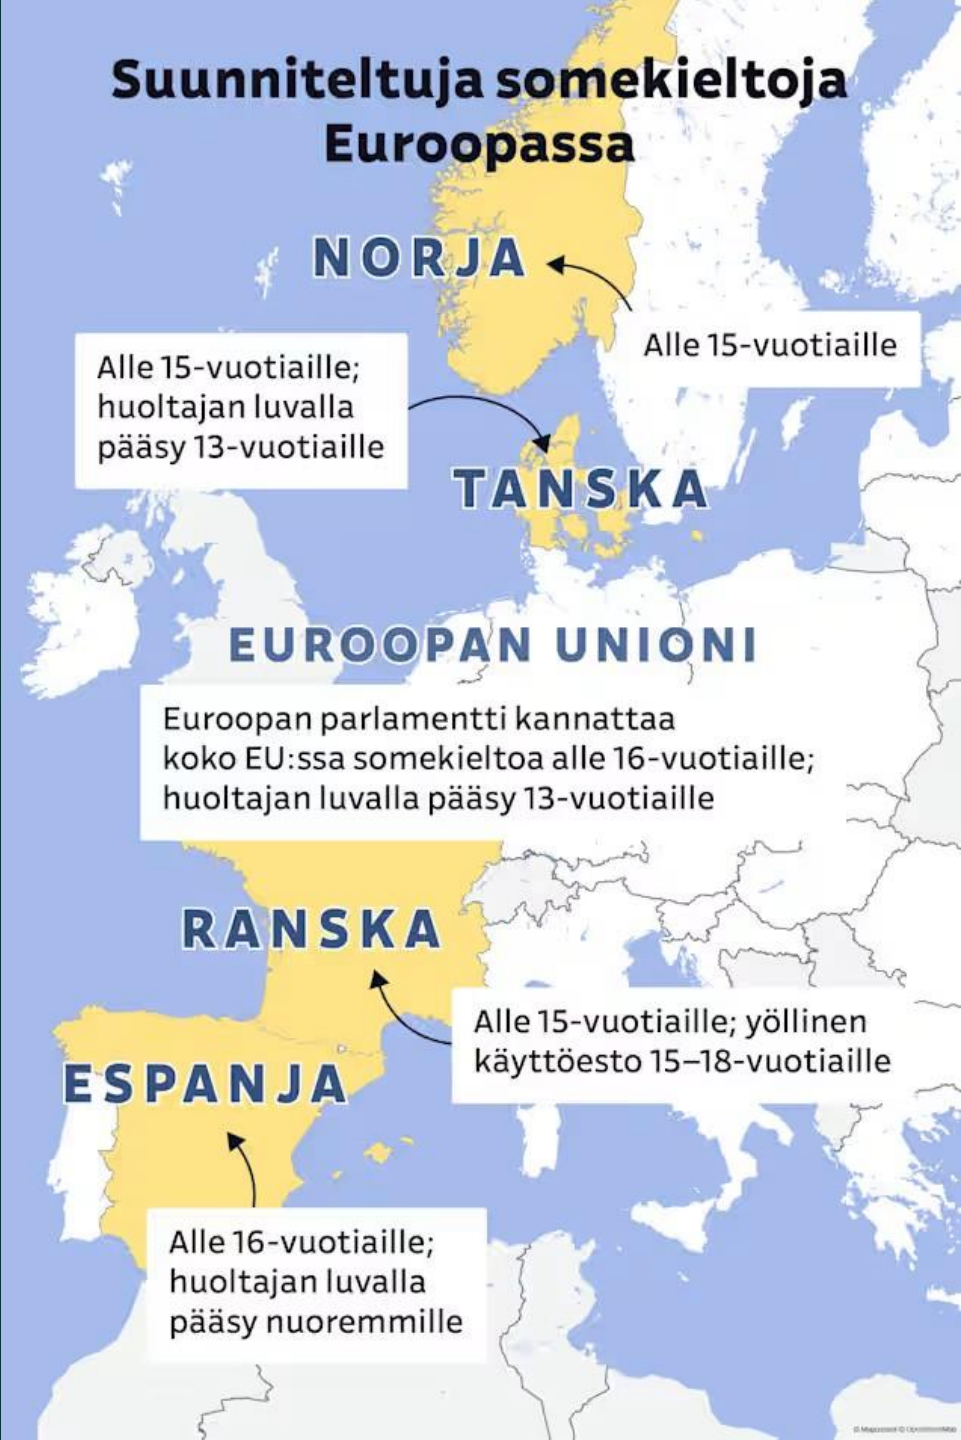 Suunniteltuja somekieltoja
Euroopassa
NORJA
Alle 15-vuotiaille
Alle 15-vuotiaille;
huoltajan luvalla
pääsy 13-vuotiaille
TANSKA
EUROOPAN UNIONI
Euroopan parlamentti kannattaa
koko EU:ssa somekieltoa alle 16-vuotiaille;
huoltajan luvalla pääsy 13-vuotiaille
RANSKA
Alle 15-vuotiaille; yöllinen
käyttöesto 15–18-vuotiaille
ESPANJA
Alle 16-vuotiaille;
huoltajan luvalla
pääsy nuoremmille